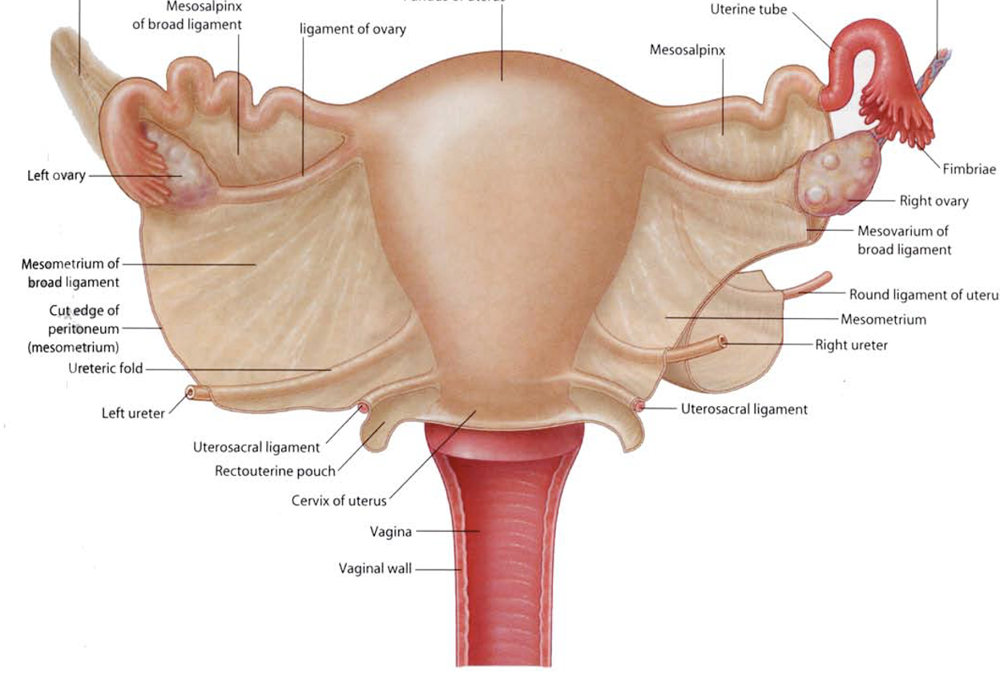 Mesosalpinx
of broad ligament
ligament of ovary
Uterine tube
Mesosalpinx
Left ovary
Fimbriae
Right ovary
Mesovarium of
broad ligament
Mesometrium of
broad ligament
Round ligament of uteru
Cut edge of
peritoneum
(mesometrium)
Mesometrium
Right ureter
Ureteric fold
Left ureter
Uterosacral ligament
Uterosacral ligament
Rectouterine pouch
Cervix of uterus
Vagina
Vaginal wall